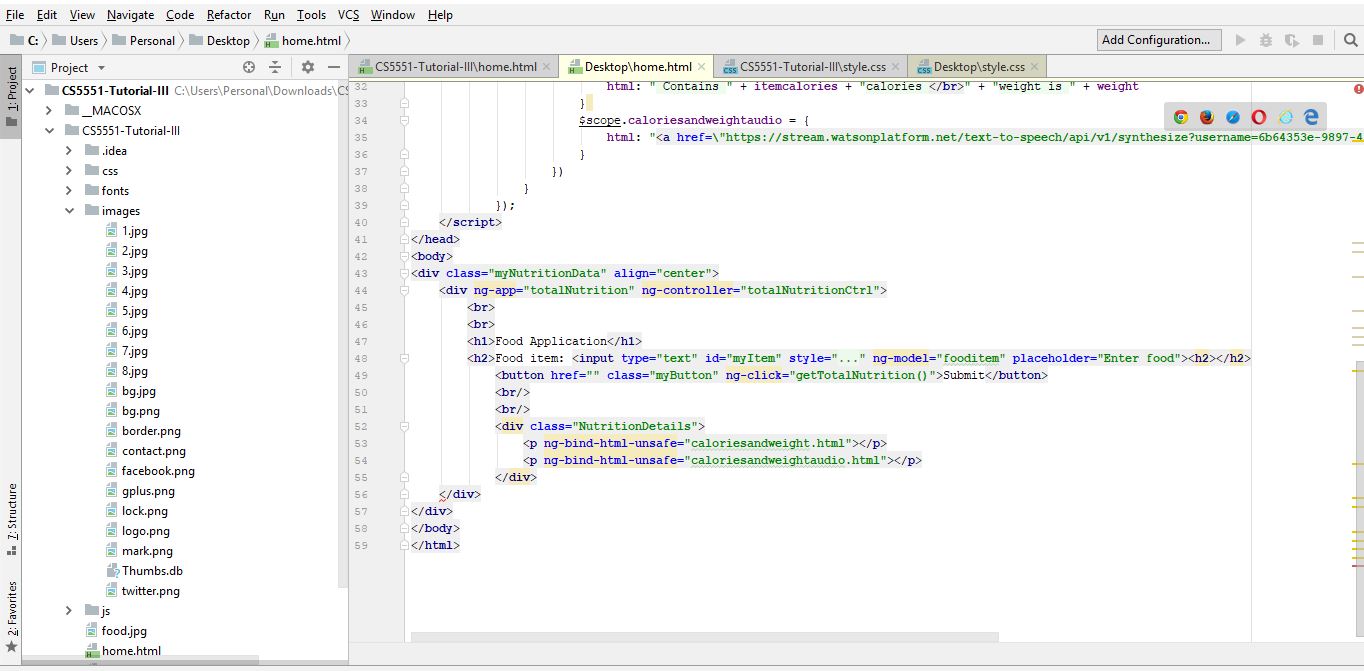 File Edit View Navigate Code Refactor Run Tools VCS Window Help
C: Users Personal Desktop home.html Add Configuration...
Project CS5551-Tutorial-III\home.html Desktop\home.html CS5551-Tutorial-III\style.css Desktop\style.css
1: Project
7: Structure
2: Favorites
CS5551-Tutorial-III C:\Users\Personal\Downloads\CS
__MACOSX
CS5551-Tutorial-III
.idea
css
fonts
images
1.jpg
2.jpg
3.jpg
4.jpg
5.jpg
6.jpg
7.jpg
8.jpg
bg.jpg
bg.png
border.png
contact.png
facebook.png
gplus.png
lock.png
logo.png
mark.png
Thumbs.db
twitter.png
js
food.jpg
home.html
32 html: " Contains " + itemcalories + "calories </br>" + "weight is " + weight
33 }
34 $scope.caloriesandweightaudio = {
35 html: "<a href=\"https://stream.watsonplatform.net/text-to-speech/api/v1/synthesize?username=6b64353e-9897-4
36 }
37 })
38 }
39 });
40 </script>
41 </head>
42 <body>
43 <div class="myNutritionData" align="center">
44 <div ng-app="totalNutrition" ng-controller="totalNutritionCtrl">
45 <br>
46 <br>
47 <h1>Food Application</h1>
48 <h2>Food item: <input type="text" id="myItem" style="..." ng-model="fooditem" placeholder="Enter food"><h2></h2>
49 <button href="" class="myButton" ng-click="getTotalNutrition()">Submit</button>
50 <br/>
51 <br/>
52 <div class="NutritionDetails">
53 <p ng-bind-html-unsafe="caloriesandweight.html"></p>
54 <p ng-bind-html-unsafe="caloriesandweightaudio.html"></p>
55 </div>
56 </div>
57 </div>
58 </body>
59 </html>